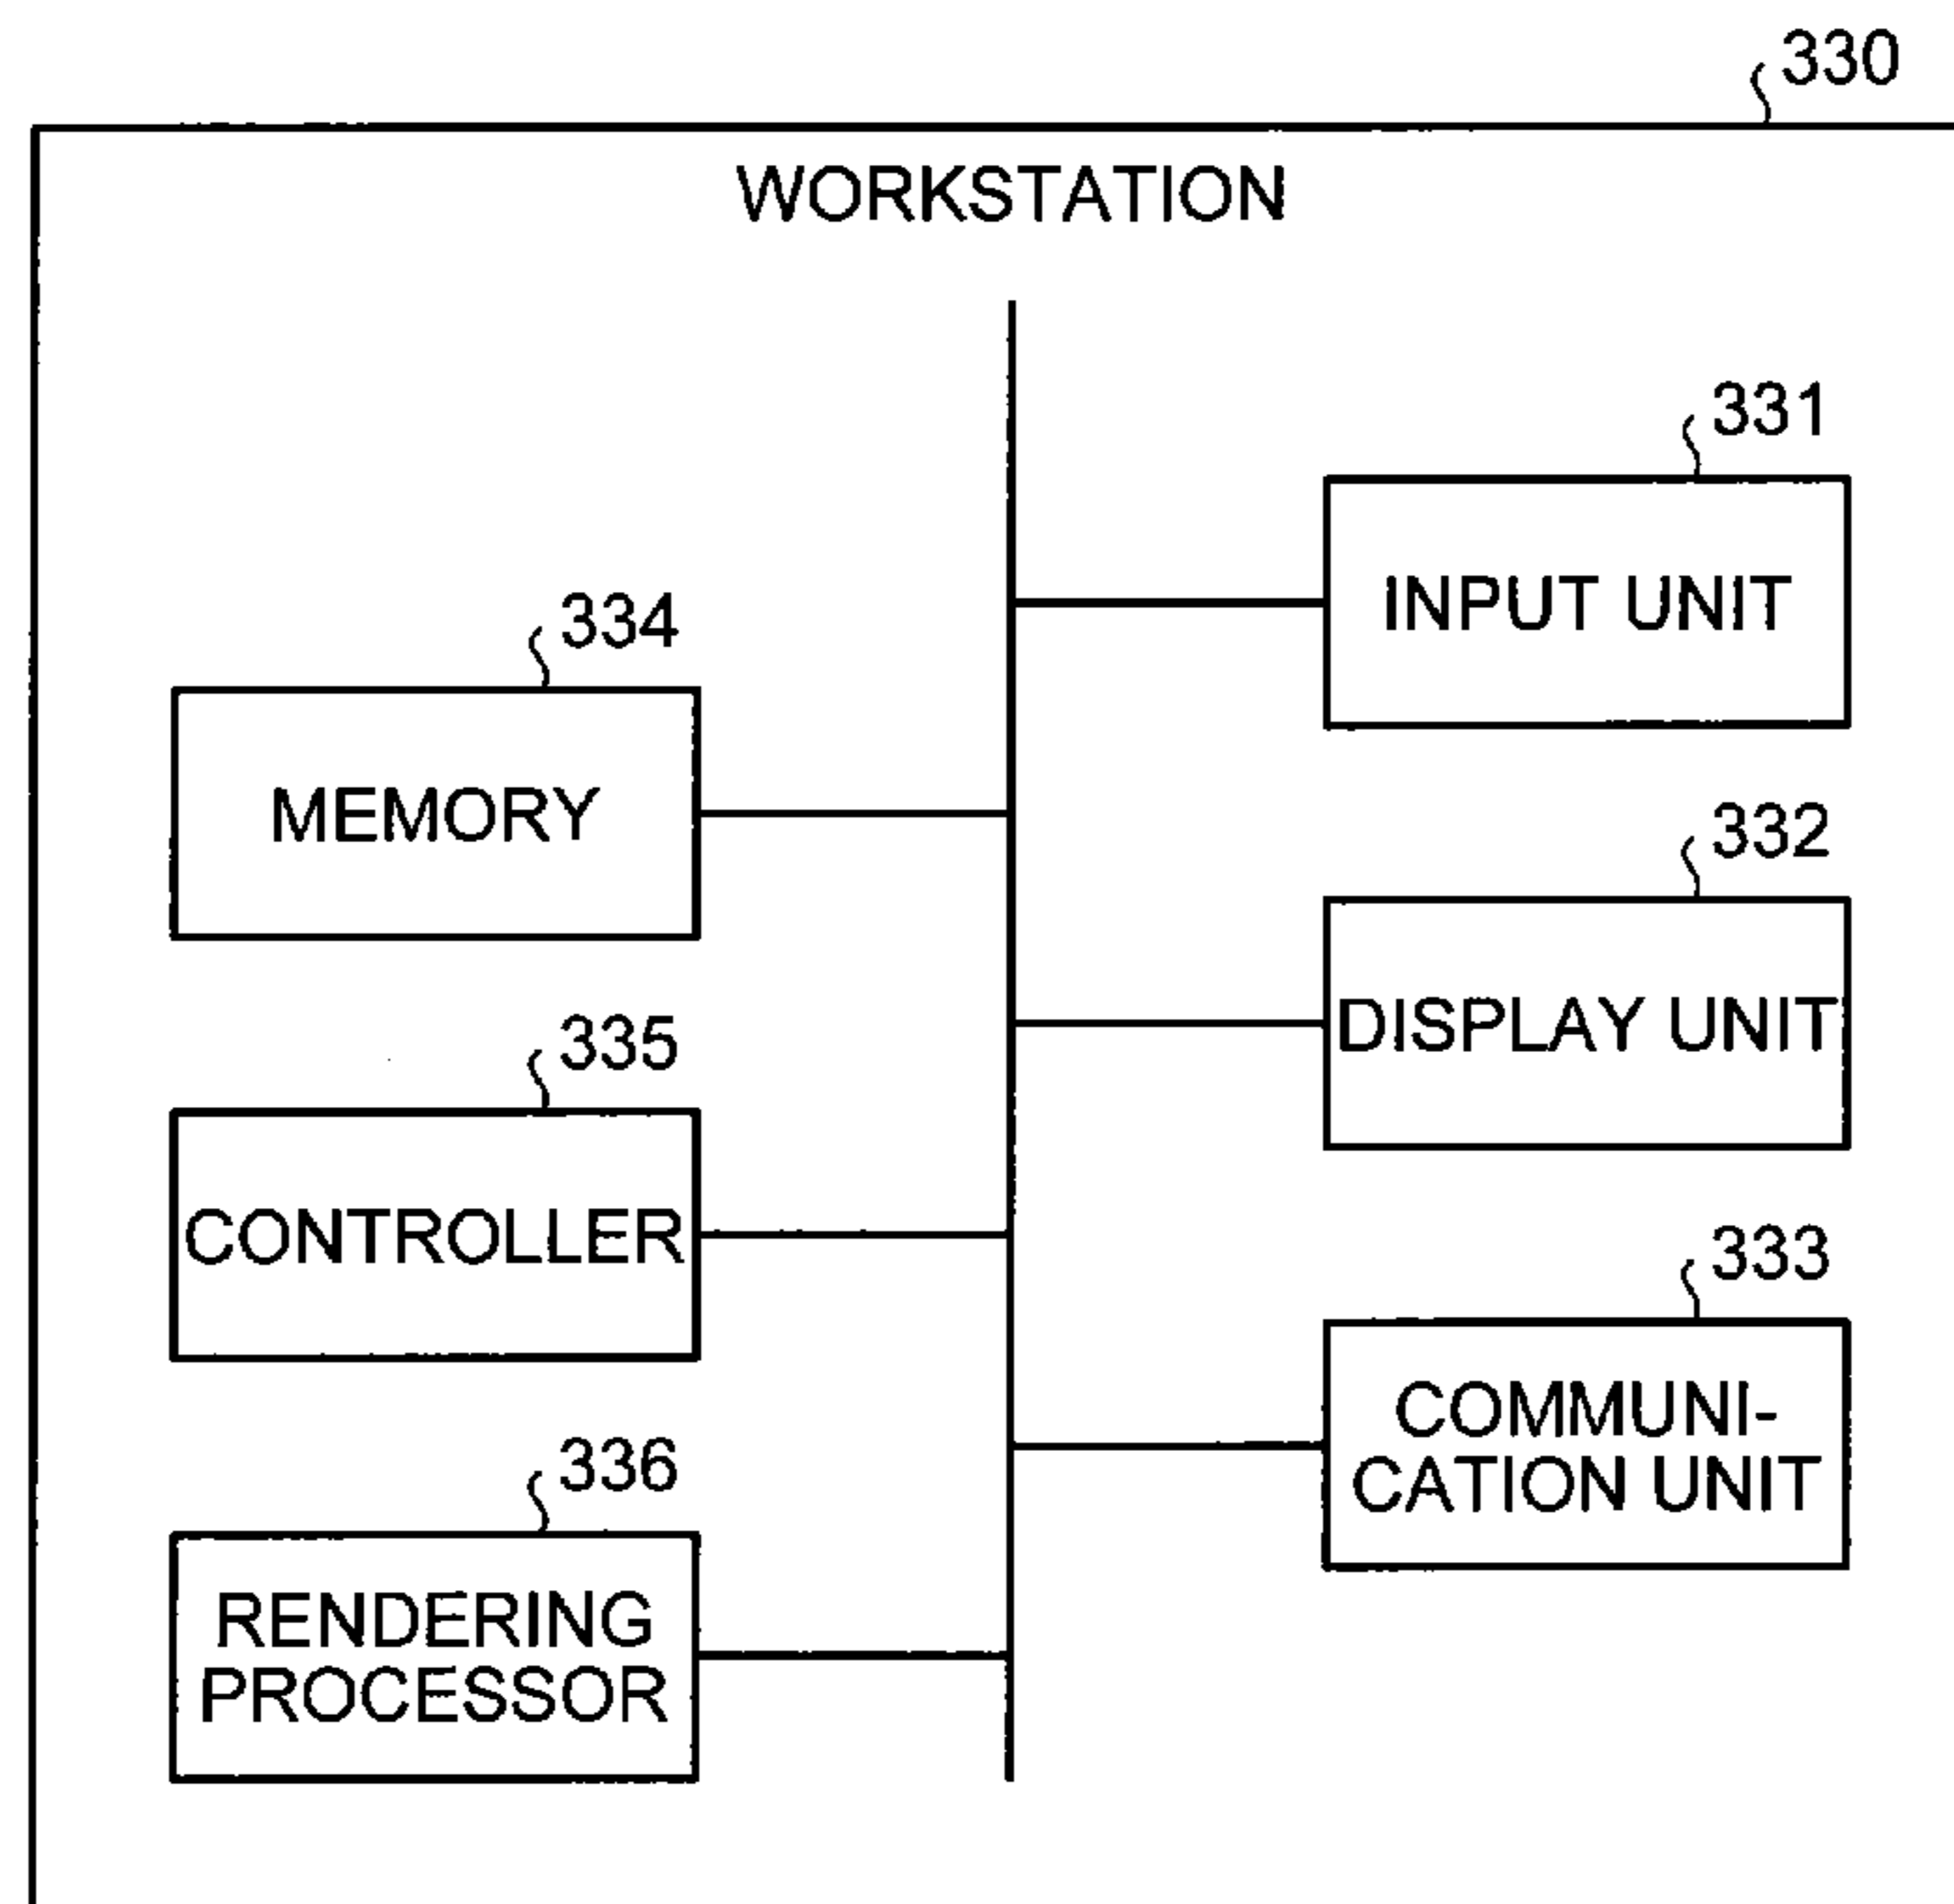 330
WORKSTATION
331
INPUT UNIT
334
MEMORY
332
DISPLAY UNIT
335
CONTROLLER
333
COMMUNI-
CATION UNIT
336
RENDERING
PROCESSOR